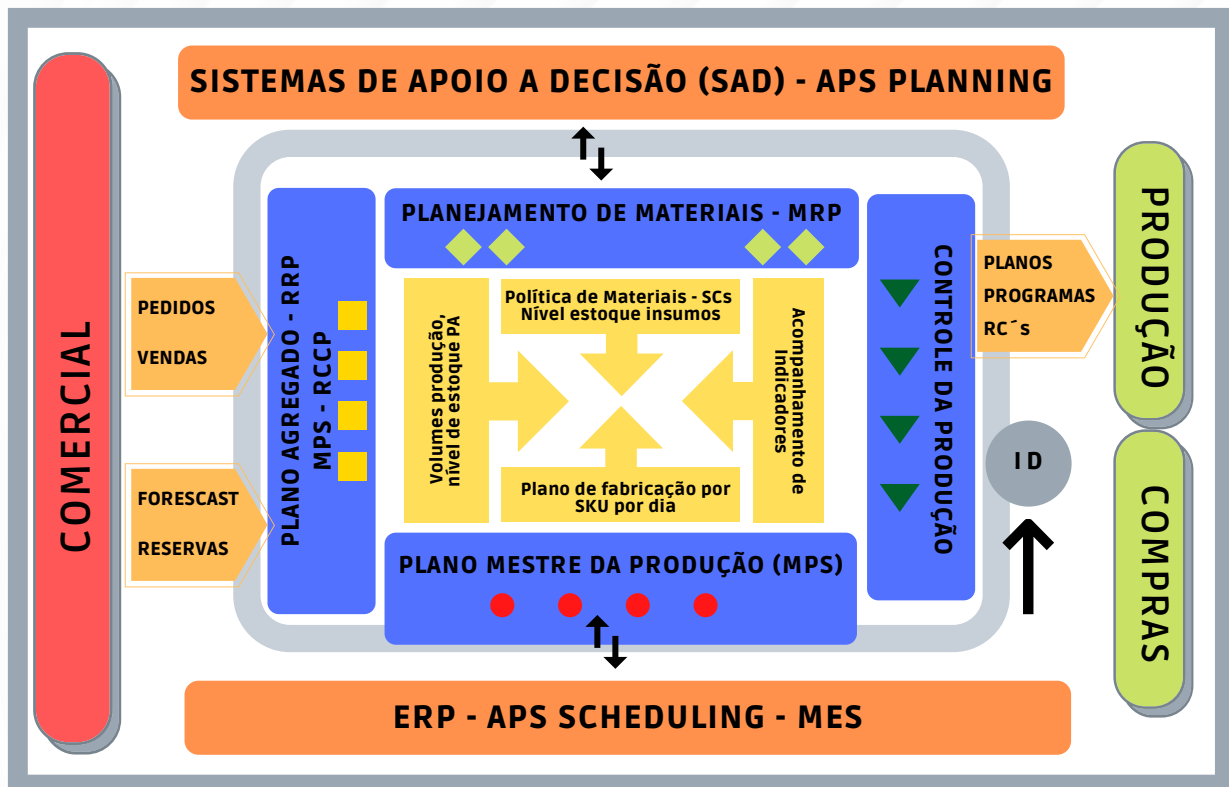 SISTEMAS DE APOIO A DECISÃO (SAD) - APS PLANNING
COMERCIAL
PEDIDOS
VENDAS
FORESCAST
RESERVAS
PLANO AGREGADO - RRP
MPS - RCCP
PLANEJAMENTO DE MATERIAIS - MRP
Volumes produção,
nível de estoque PA
Política de Materiais - SCs
Nível estoque insumos
Acompanhamento de
Indicadores
Plano de fabricação por
SKU por dia
PLANO MESTRE DA PRODUÇÃO (MPS)
CONTROLE DA PRODUÇÃO
PLANOS
PROGRAMAS
RC´s
ID
PRODUÇÃO
COMPRAS
ERP - APS SCHEDULING - MES